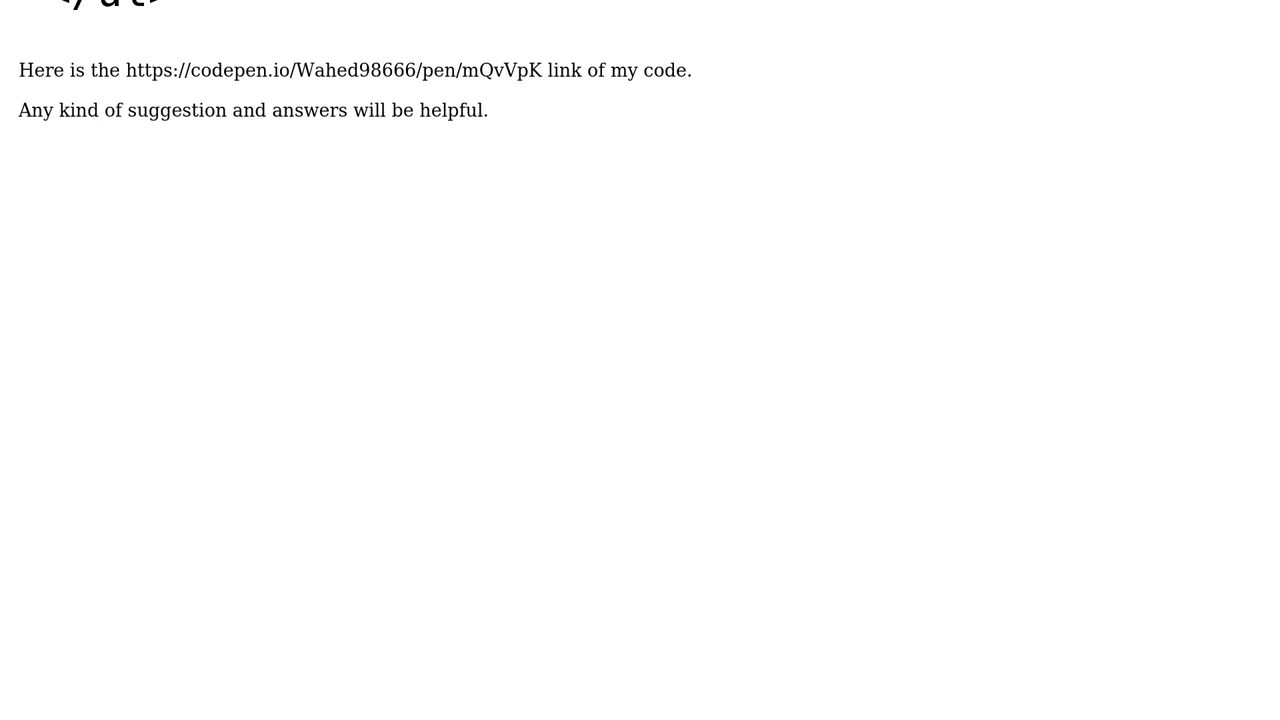 </ul>
Here is the https://codepen.io/Wahed98666/pen/mQvVpK link of my code.
Any kind of suggestion and answers will be helpful.